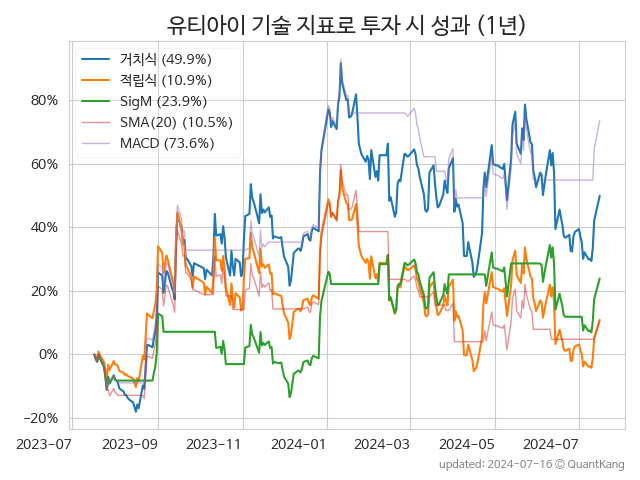 유티아이 기술 지표로 투자 시 성과 (1년)
거치식 (49.9%)
적립식 (10.9%)
SigM (23.9%)
SMA(20) (10.5%)
MACD (73.6%)
80%
60%
40%
20%
0%
−20%
2023-07 2023-09 2023-11 2024-01 2024-03 2024-05 2024-07
updated: 2024-07-16 © QuantKang